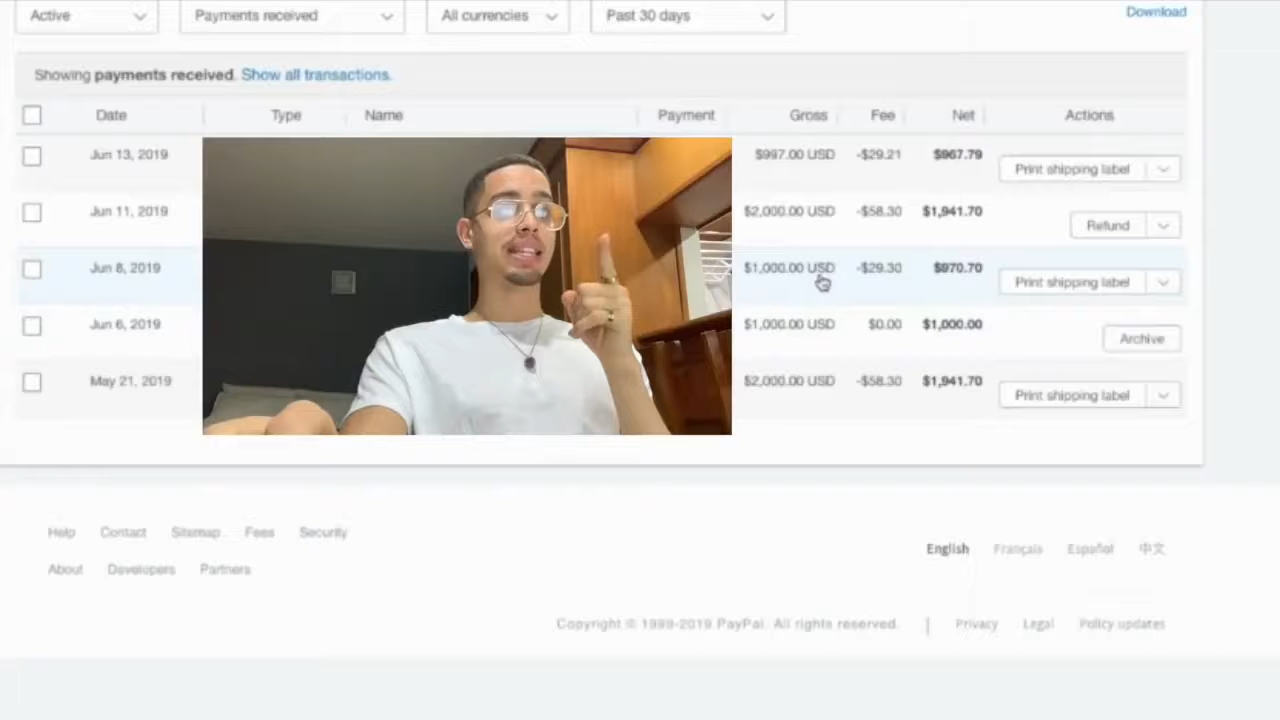 Active Payments received All currencies Past 30 days Download
Showing payments received. Show all transactions.
Date Type Name Payment Gross Fee Net Actions
Jun 13, 2019 $997.00 USD -$29.21 $967.79 Print shipping label
Jun 11, 2019 $2,000.00 USD -$58.30 $1,941.70 Refund
Jun 8, 2019 $1,000.00 USD -$29.30 $970.70 Print shipping label
Jun 6, 2019 $1,000.00 USD $0.00 $1,000.00 Archive
May 21, 2019 $2,000.00 USD -$58.30 $1,941.70 Print shipping label
Help Contact Sitemap Fees Security
English Français Español 中文
About Developers Partners
Copyright © 1999-2019 PayPal. All rights reserved. | Privacy Legal Policy updates